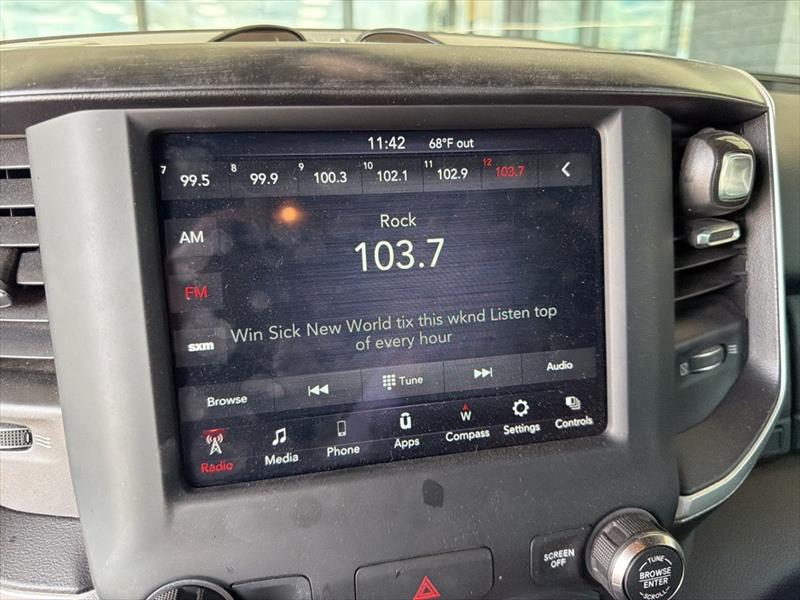 11:42 68°F out
7 99.5 8 99.9 9 100.3 10 102.1 11 102.9 12 103.7
Rock
AM
103.7
FM
Win Sick New World tix this wknd Listen top
of every hour
sxm
Browse Tune Audio
Radio Media Phone Apps W Compass Settings Controls
SCREEN
OFF
TUNE
BROWSE
ENTER
SCROLL